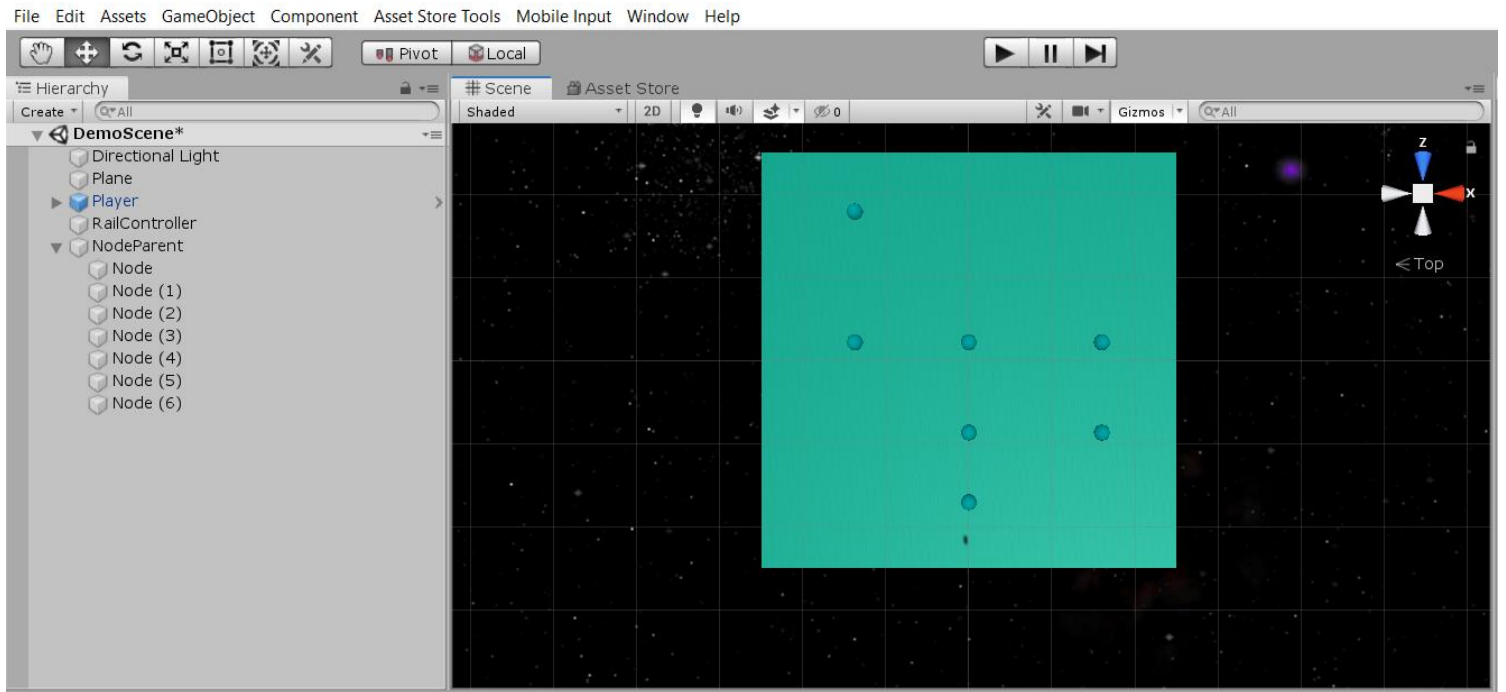 File Edit Assets GameObject Component Asset Store Tools Mobile Input Window Help
Pivot Local
Hierarchy
Scene Asset Store
Create All
Shaded 2D 0 Gizmos All
DemoScene*
Directional Light
Plane
Player
RailController
NodeParent
Node
Node (1)
Node (2)
Node (3)
Node (4)
Node (5)
Node (6)
z
x
Top